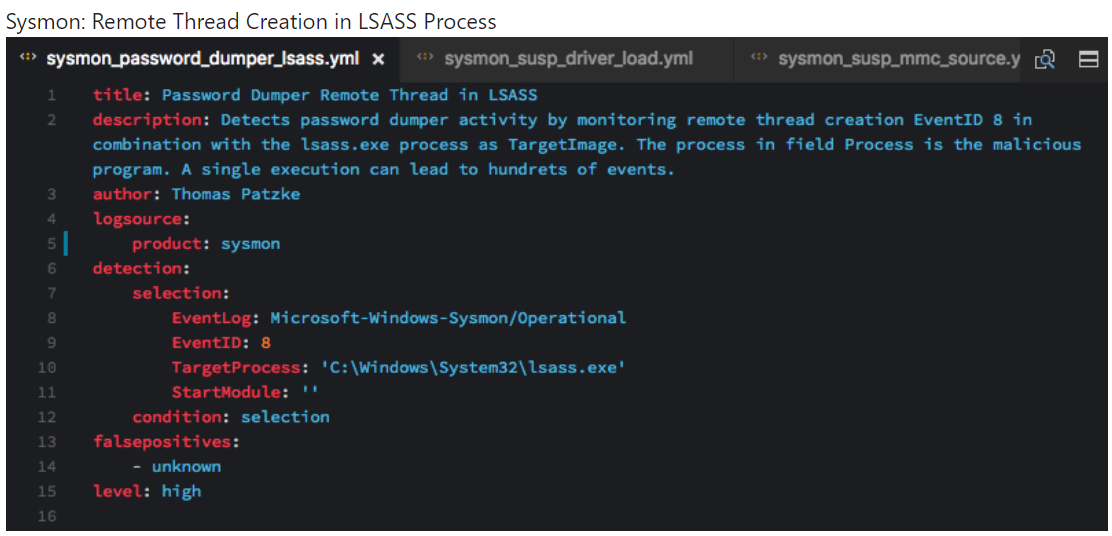 Sysmon: Remote Thread Creation in LSASS Process
sysmon_password_dumper_lsass.yml × sysmon_susp_driver_load.yml sysmon_susp_mmc_source.y
1 title: Password Dumper Remote Thread in LSASS
2 description: Detects password dumper activity by monitoring remote thread creation EventID 8 in
combination with the lsass.exe process as TargetImage. The process in field Process is the malicious
program. A single execution can lead to hundreds of events.
3 author: Thomas Patzke
4 logsource:
5 product: sysmon
6 detection:
7 selection:
8 EventLog: Microsoft-Windows-Sysmon/Operational
9 EventID: 8
10 TargetProcess: 'C:\Windows\System32\lsass.exe'
11 StartModule: ''
12 condition: selection
13 falsepositives:
14 - unknown
15 level: high
16